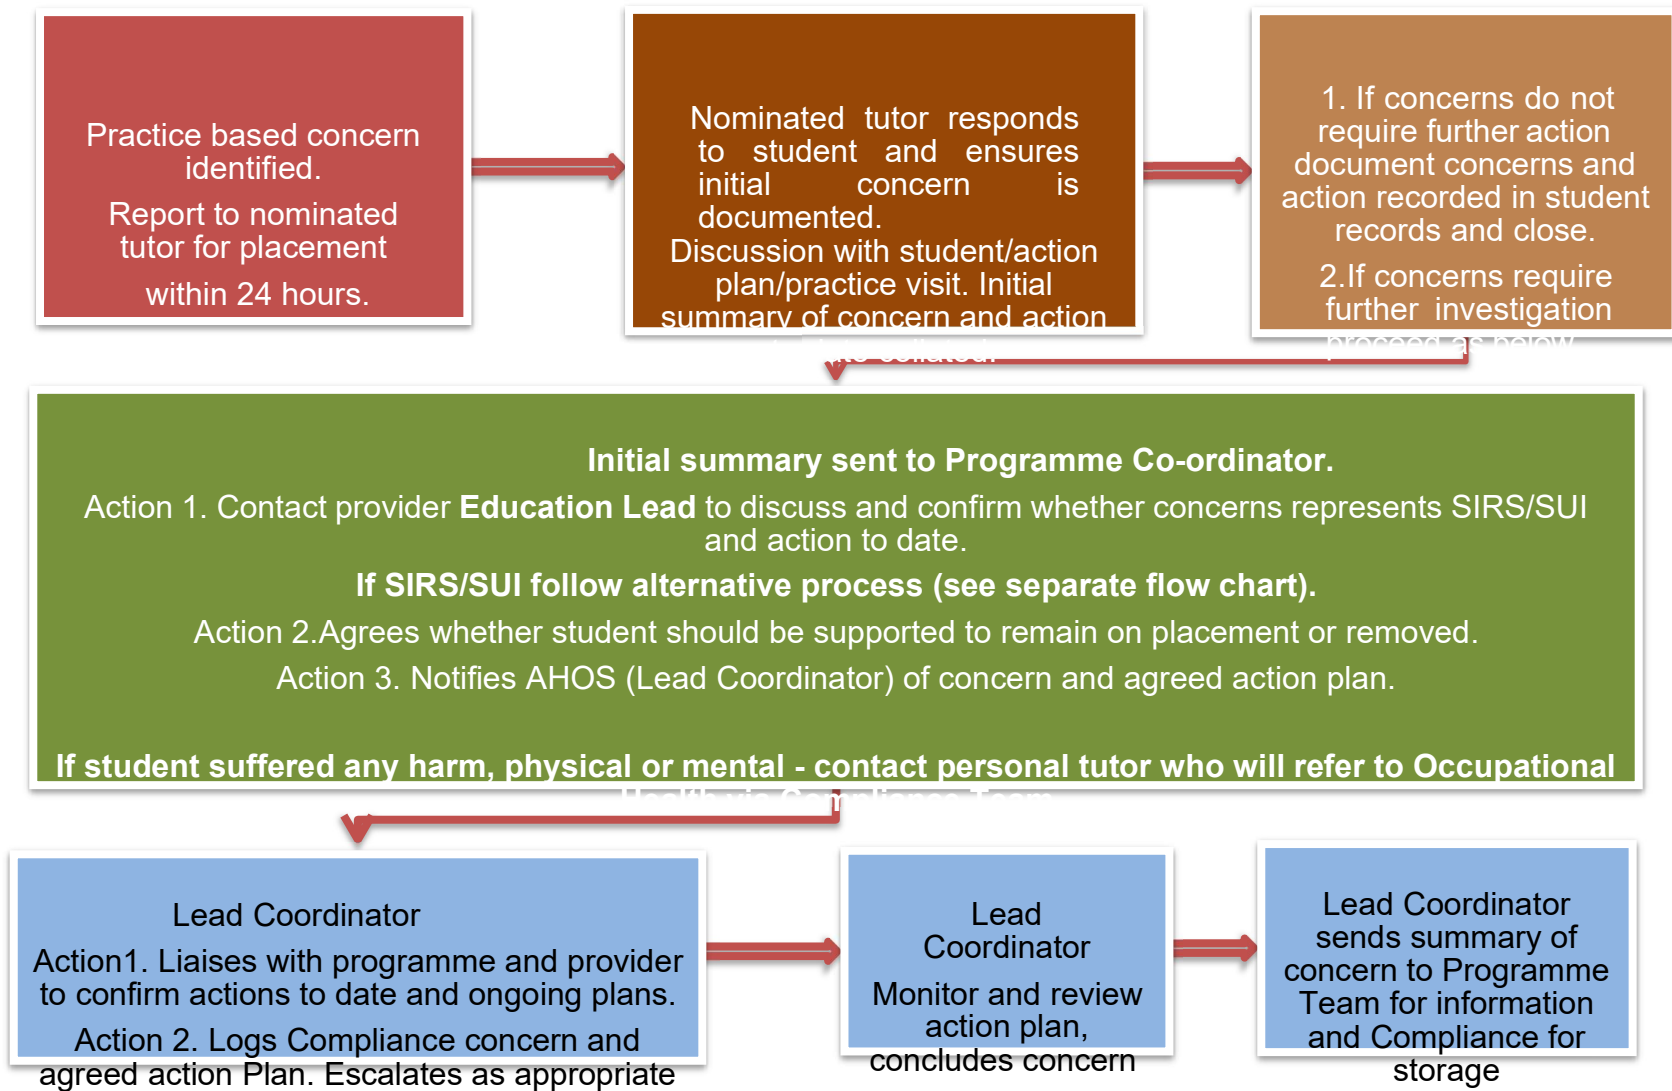 Practice based concern
identified.
Report to nominated
tutor for placement
within 24 hours.
Nominated tutor responds
to student and ensures
initial concern is
documented.
Discussion with student/action
plan/practice visit. Initial
summary of concern and action
to date collated.
1. If concerns do not
require further action
document concerns and
action recorded in student
records and close.
2.If concerns require
further investigation
proceed as below
Initial summary sent to Programme Co-ordinator.
Action 1. Contact provider Education Lead to discuss and confirm whether concerns represents SIRS/SUI
and action to date.
If SIRS/SUI follow alternative process (see separate flow chart).
Action 2.Agrees whether student should be supported to remain on placement or removed.
Action 3. Notifies AHOS (Lead Coordinator) of concern and agreed action plan.
If student suffered any harm, physical or mental - contact personal tutor who will refer to Occupational
Health via Compliance Team
Lead Coordinator
Action1. Liaises with programme and provider
to confirm actions to date and ongoing plans.
Action 2. Logs Compliance concern and
agreed action Plan. Escalates as appropriate
Lead
Coordinator
Monitor and review
action plan,
concludes concern
Lead Coordinator
sends summary of
concern to Programme
Team for information
and Compliance for
storage